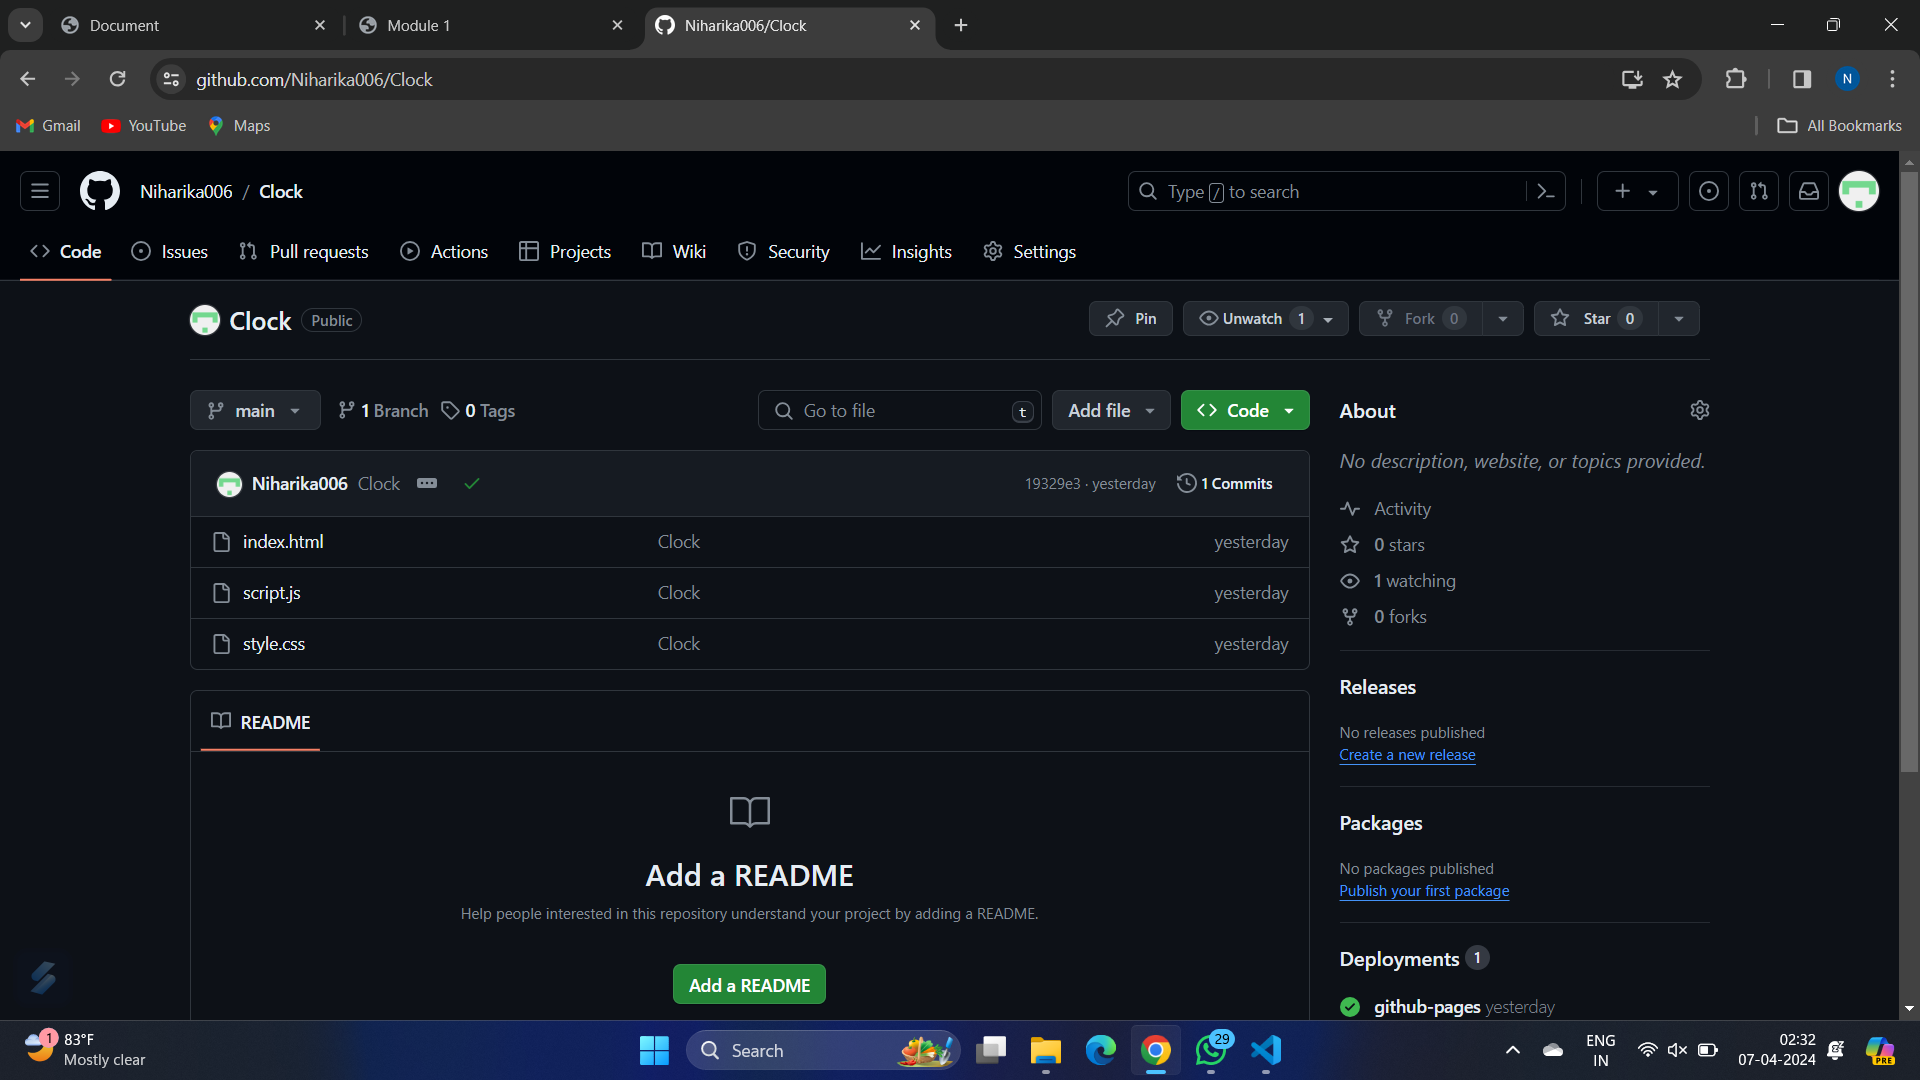 Document
Module 1
Niharika006/Clock
github.com/Niharika006/Clock
N
Gmail
YouTube
Maps
All Bookmarks
Niharika006 / Clock
Type / to search
Code
Issues
Pull requests
Actions
Projects
Wiki
Security
Insights
Settings
Clock
Public
Pin
Unwatch 1
Fork 0
Star 0
main
1 Branch
0 Tags
Go to file
t
Add file
Code
Niharika006 Clock
19329e3 · yesterday
1 Commits
index.html
Clock
yesterday
script.js
Clock
yesterday
style.css
Clock
yesterday
README
Add a README
Help people interested in this repository understand your project by adding a README.
Add a README
About
No description, website, or topics provided.
Activity
0 stars
1 watching
0 forks
Releases
No releases published
Create a new release
Packages
No packages published
Publish your first package
Deployments 1
github-pages yesterday
1
83°F
Mostly clear
Search
29
ENG
IN
02:32
07-04-2024
PRE